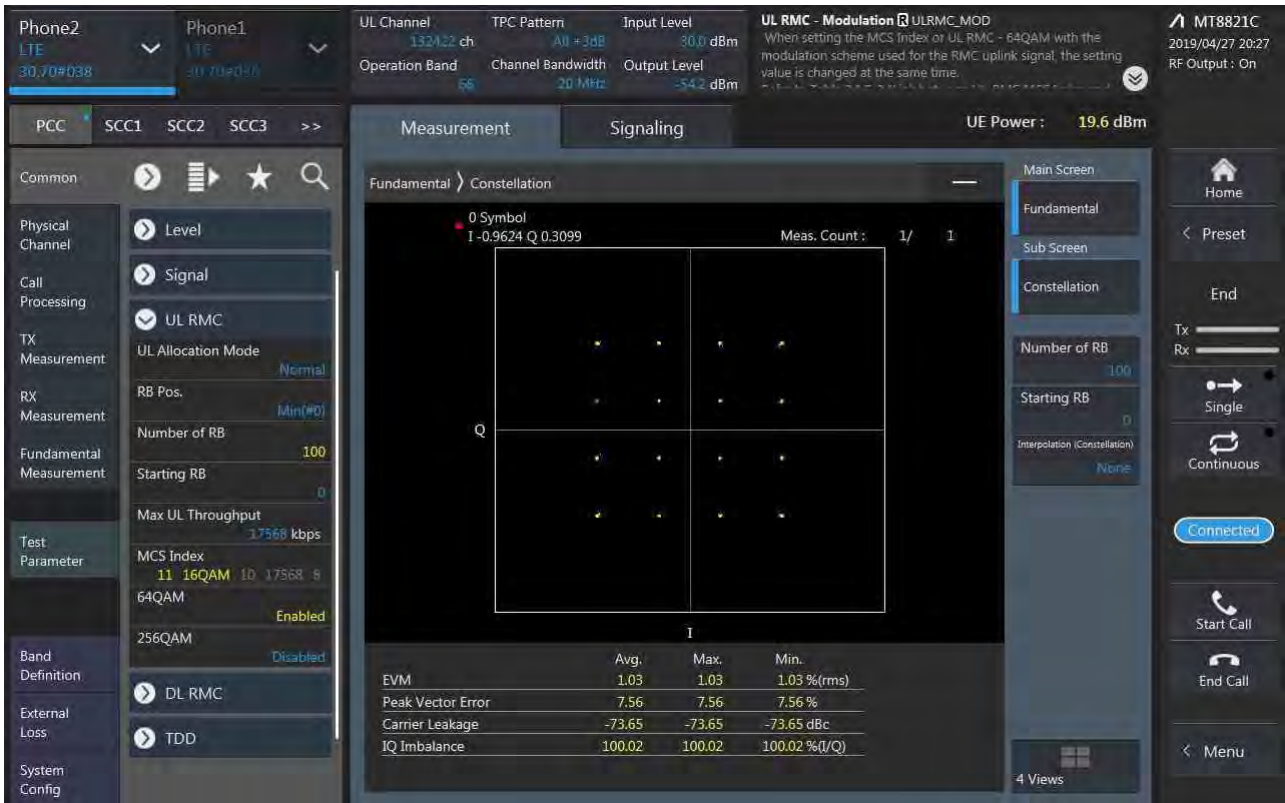 Phone2
LTE
30.70#038
Phone1
LTE
UL Channel
132422 ch
Operation Band
66
TPC Pattern
All +3dB
Channel Bandwidth
20 MHz
Input Level
30.0 dBm
Output Level
-54.2 dBm
UL RMC - Modulation R ULRMC_MOD
When setting the MCS Index or UL RMC - 64QAM with the
modulation scheme used for the RMC uplink signal, the setting
value is changed at the same time.
MT8821C
2019/04/27 20:27
RF Output : On
PCC SCC1 SCC2 SCC3 >>
Common
Physical
Channel
Call
Processing
TX
Measurement
RX
Measurement
Fundamental
Measurement
Test
Parameter
Band
Definition
External
Loss
System
Config
Level
Signal
UL RMC
UL Allocation Mode
Normal
RB Pos.
Min(#0)
Number of RB
100
Starting RB
0
Max UL Throughput
17568 kbps
MCS Index
11 16QAM 10 17568 8
64QAM
Enabled
256QAM
Disabled
DL RMC
TDD
Measurement
Signaling
UE Power : 19.6 dBm
Fundamental > Constellation
0 Symbol
I -0.9624 Q 0.3099
Meas. Count : 1/ 1
Q
I
Avg. Max. Min.
EVM 1.03 1.03 1.03 %(rms)
Peak Vector Error 7.56 7.56 7.56 %
Carrier Leakage -73.65 -73.65 -73.65 dBc
IQ Imbalance 100.02 100.02 100.02 %(I/Q)
Main Screen
Fundamental
Sub Screen
Constellation
Number of RB
100
Starting RB
0
Interpolation (Constellation)
None
4 Views
Home
< Preset
End
Tx
Rx
Single
Continuous
Connected
Start Call
End Call
< Menu